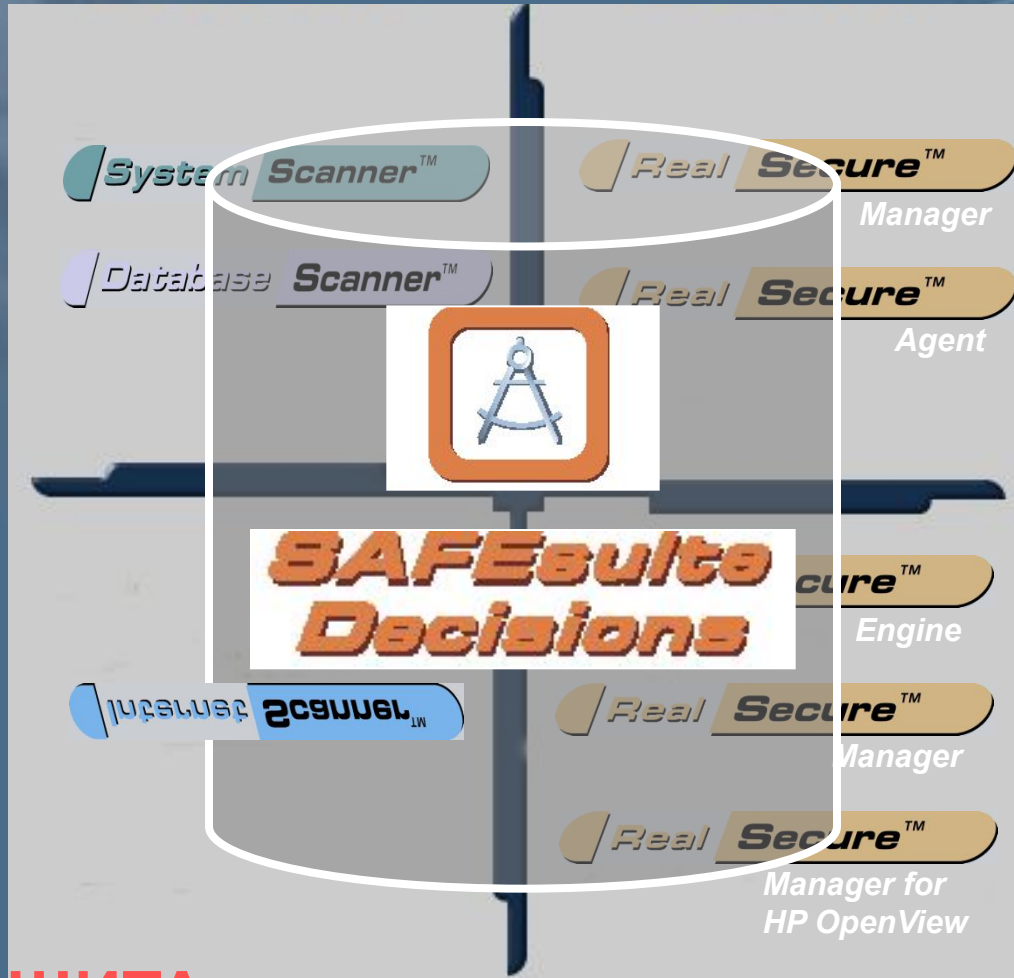 System Scanner™
Real Secure™
Manager
Database Scanner™
Real Secure™
Agent
SAFEsuite
Decisions
cure™
Engine
Internet Scanner™
Real Secure™
Manager
Real Secure™
Manager for
HP OpenView